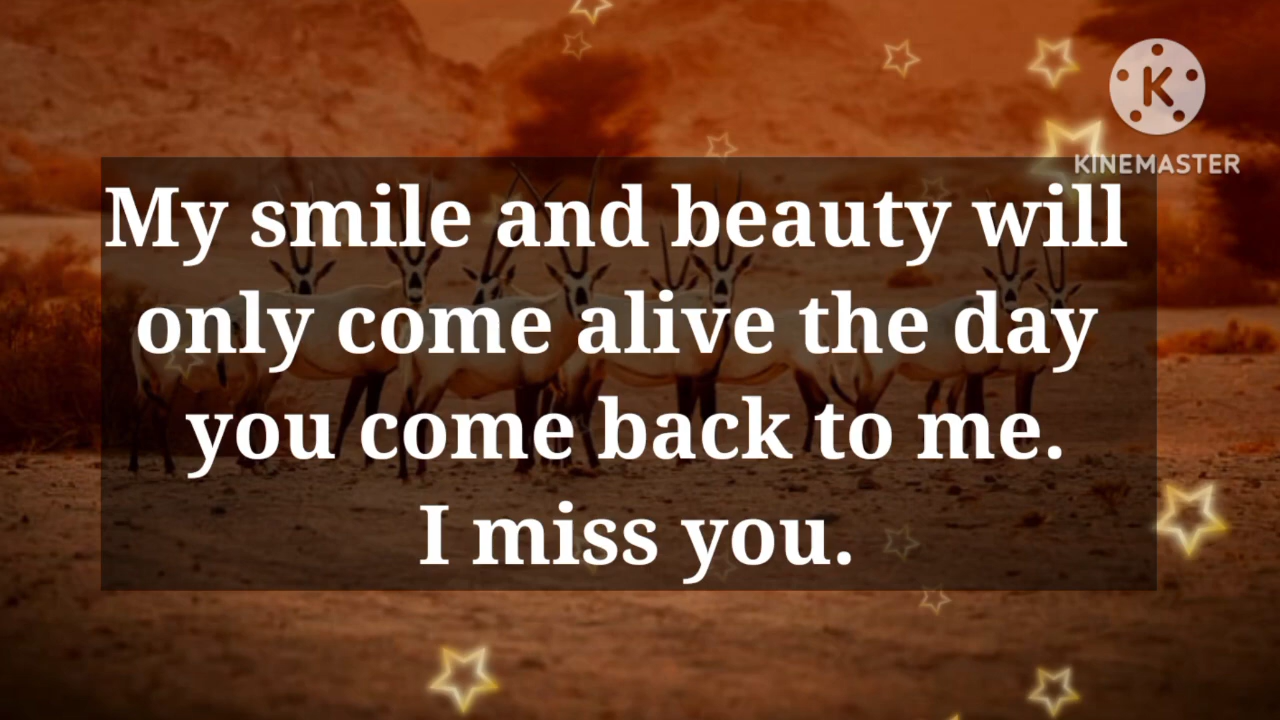 K
KINEMASTER
My smile and beauty will
only come alive the day
you come back to me.
I miss you.